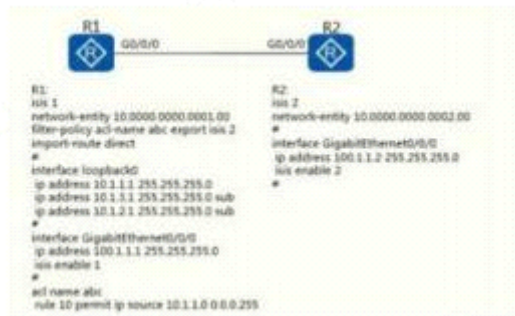 R1
R2
G0/0/0
G0/0/0
R1:
isis 1
network-entity 10.0000.0000.0001.00
filter-policy acl-name abc export isis 2
import-route direct
#
interface loopback0
ip address 10.1.1.1 255.255.255.0
ip address 10.1.3.1 255.255.255.0 sub
ip address 10.1.2.1 255.255.255.0 sub
#
interface GigabitEthernet0/0/0
ip address 100.1.1.1 255.255.255.0
isis enable 1
#
acl name abc
rule 10 permit ip source 10.1.1.0 0.0.0.255
R2:
isis 2
network-entity 10.0000.0000.0002.00
#
interface GigabitEthernet0/0/0
ip address 100.1.1.2 255.255.255.0
isis enable 2
#